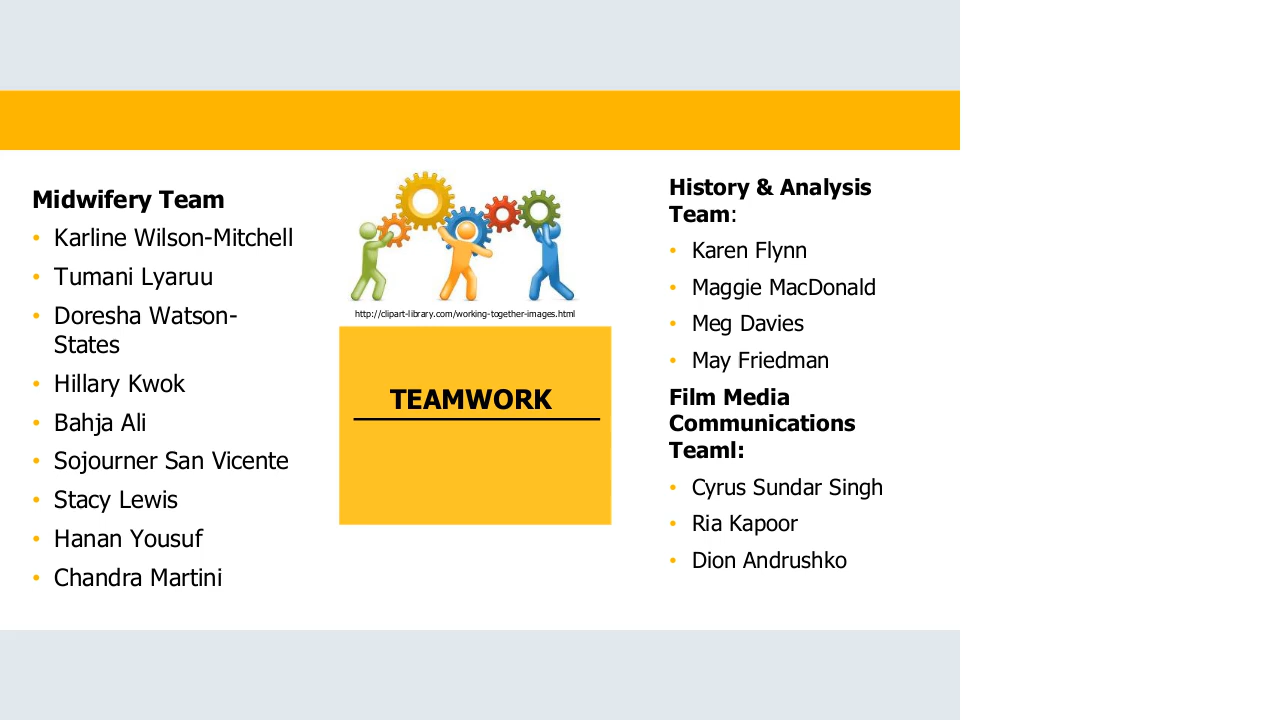 Midwifery Team
• Karline Wilson-Mitchell
• Tumani Lyaruu
• Doresha Watson-
States
• Hillary Kwok
• Bahja Ali
• Sojourner San Vicente
• Stacy Lewis
• Hanan Yousuf
• Chandra Martini
http://clipart-library.com/working-together-images.html
TEAMWORK
History & Analysis
Team:
• Karen Flynn
• Maggie MacDonald
• Meg Davies
• May Friedman
Film Media
Communications
Teaml:
• Cyrus Sundar Singh
• Ria Kapoor
• Dion Andrushko